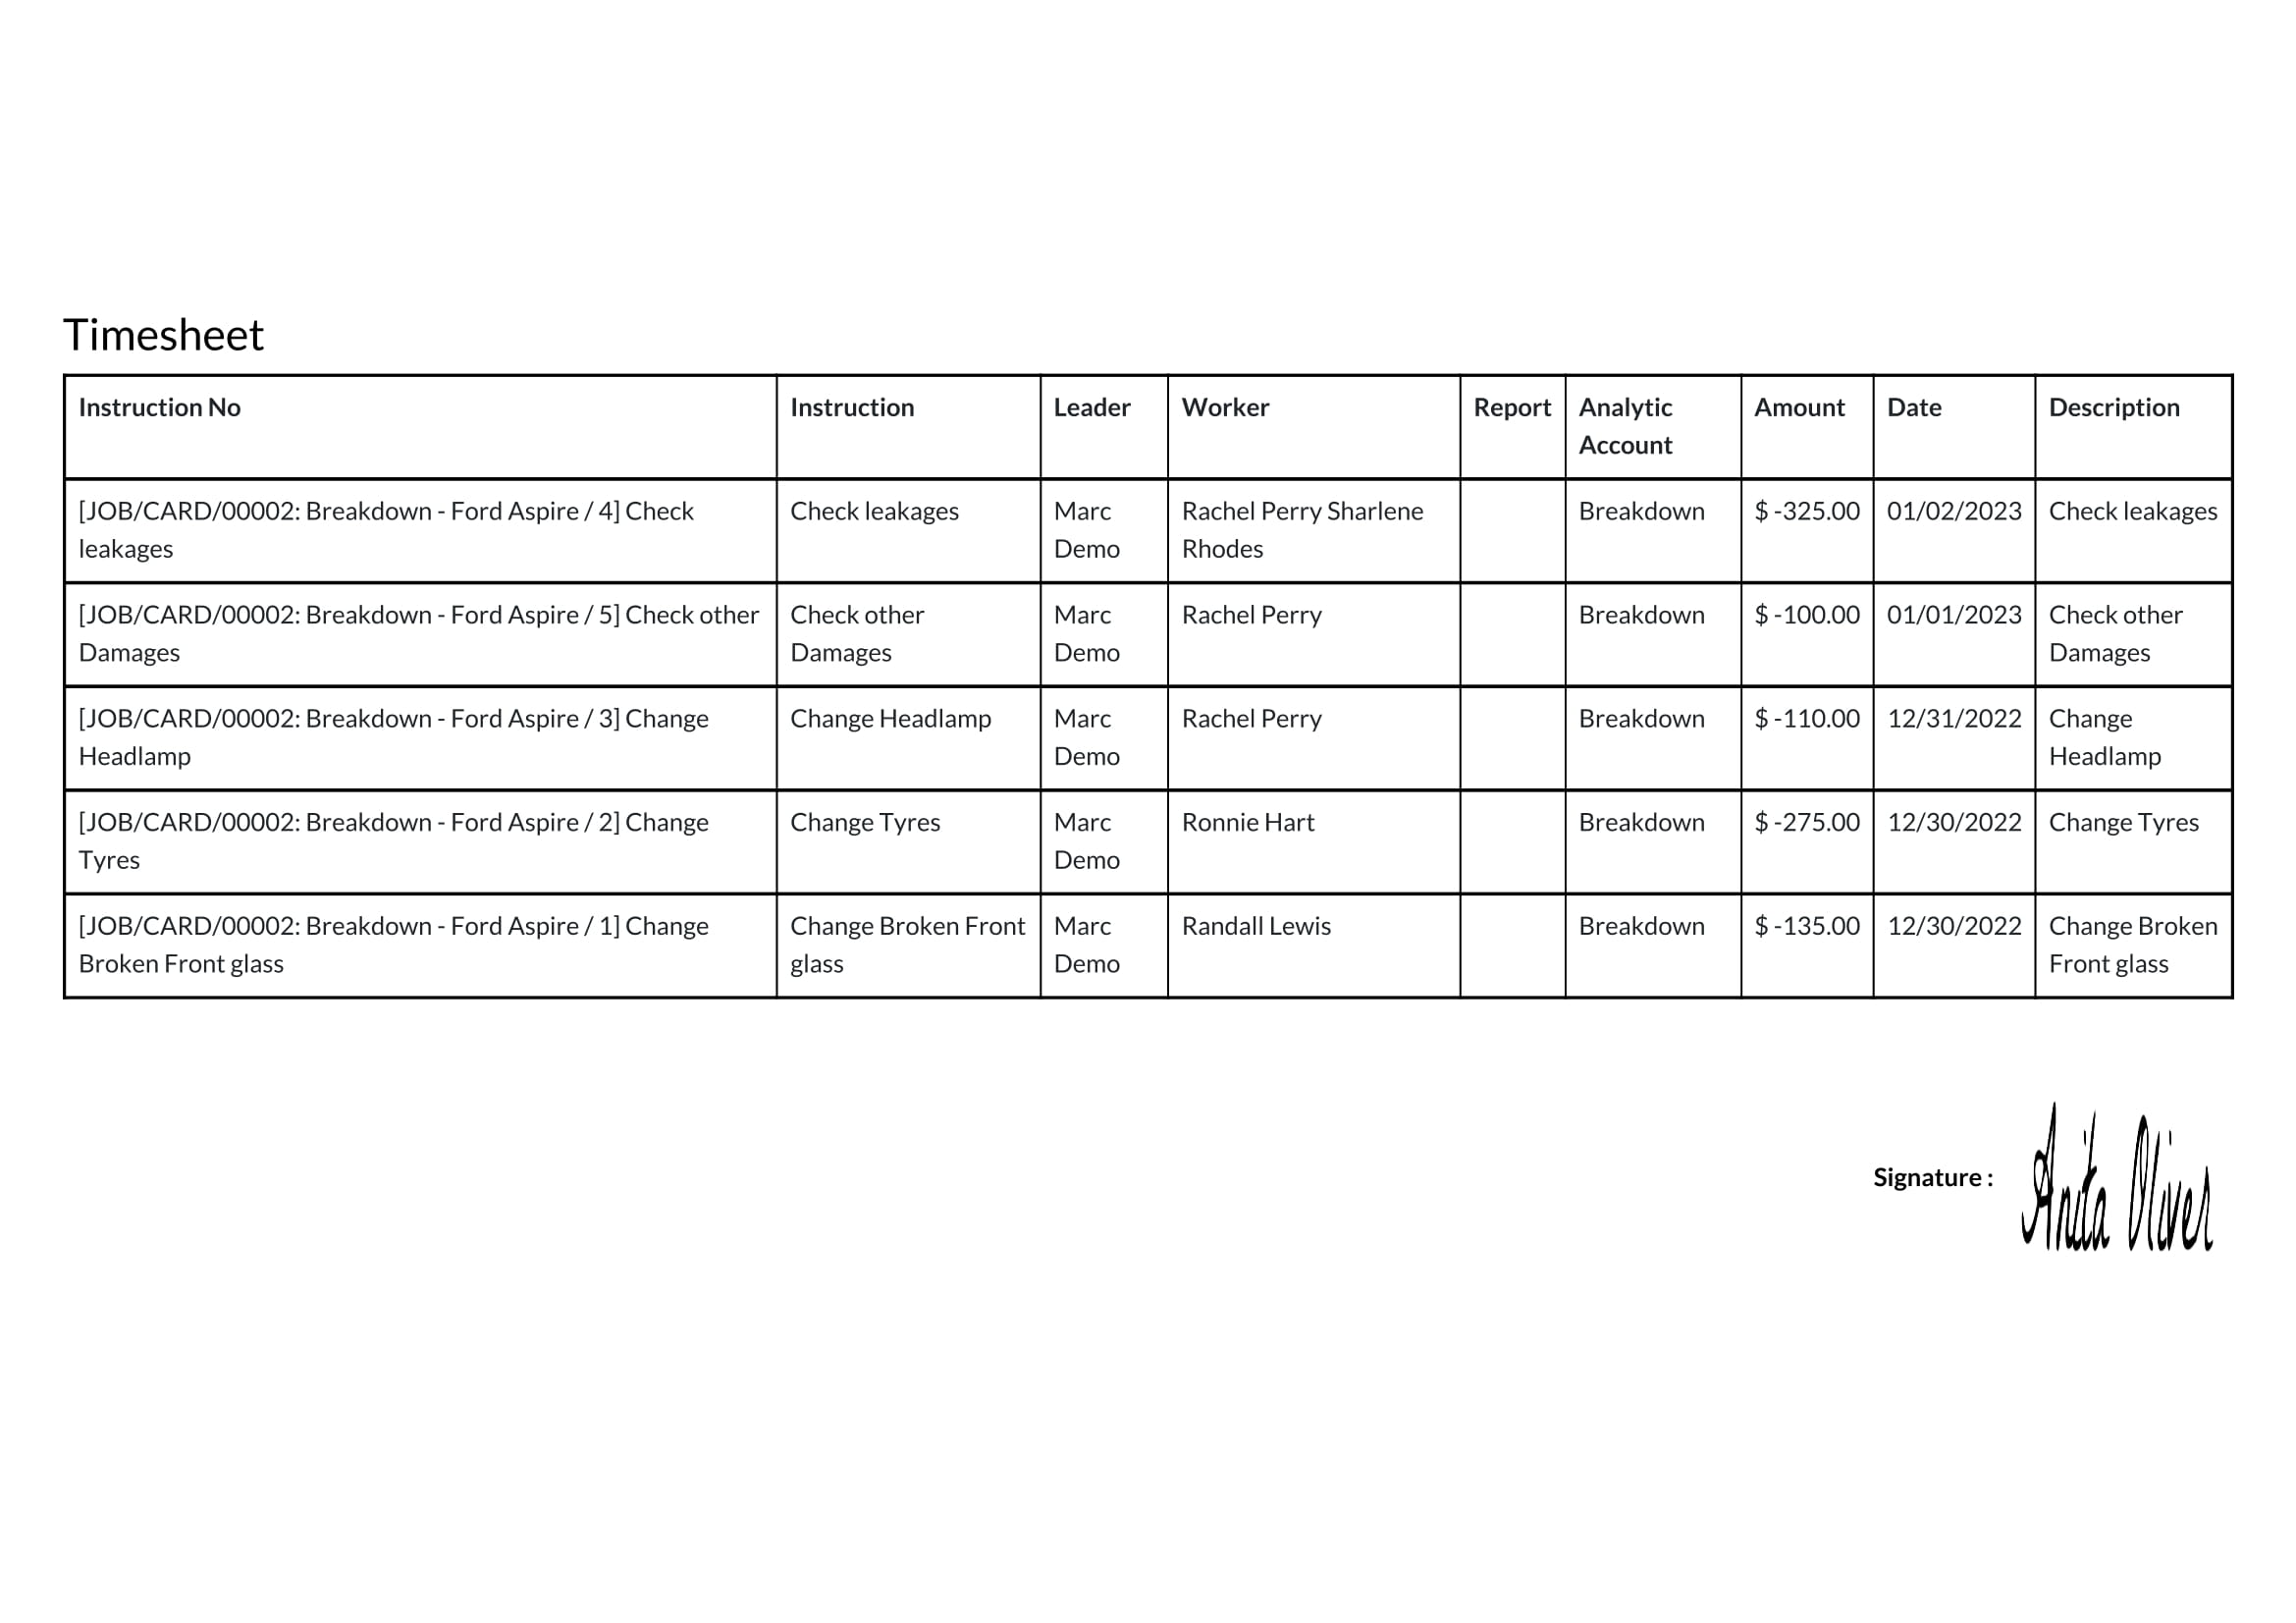 Timesheet
Instruction No Instruction Leader Worker Report Analytic Amount Date Description
Account
[JOB/CARD/00002: Breakdown - Ford Aspire / 4] Check Check leakages Marc Rachel Perry Sharlene Breakdown $ -325.00 01/02/2023 Check leakages
leakages Demo Rhodes
[JOB/CARD/00002: Breakdown - Ford Aspire / 5] Check other Check other Marc Rachel Perry Breakdown $ -100.00 01/01/2023 Check other
Damages Damages Demo Damages
[JOB/CARD/00002: Breakdown - Ford Aspire / 3] Change Change Headlamp Marc Rachel Perry Breakdown $ -110.00 12/31/2022 Change
Headlamp Demo Headlamp
[JOB/CARD/00002: Breakdown - Ford Aspire / 2] Change Change Tyres Marc Ronnie Hart Breakdown $ -275.00 12/30/2022 Change Tyres
Tyres Demo
[JOB/CARD/00002: Breakdown - Ford Aspire / 1] Change Change Broken Front Marc Randall Lewis Breakdown $ -135.00 12/30/2022 Change Broken
Broken Front glass glass Demo Front glass
Signature : Anita Oliver